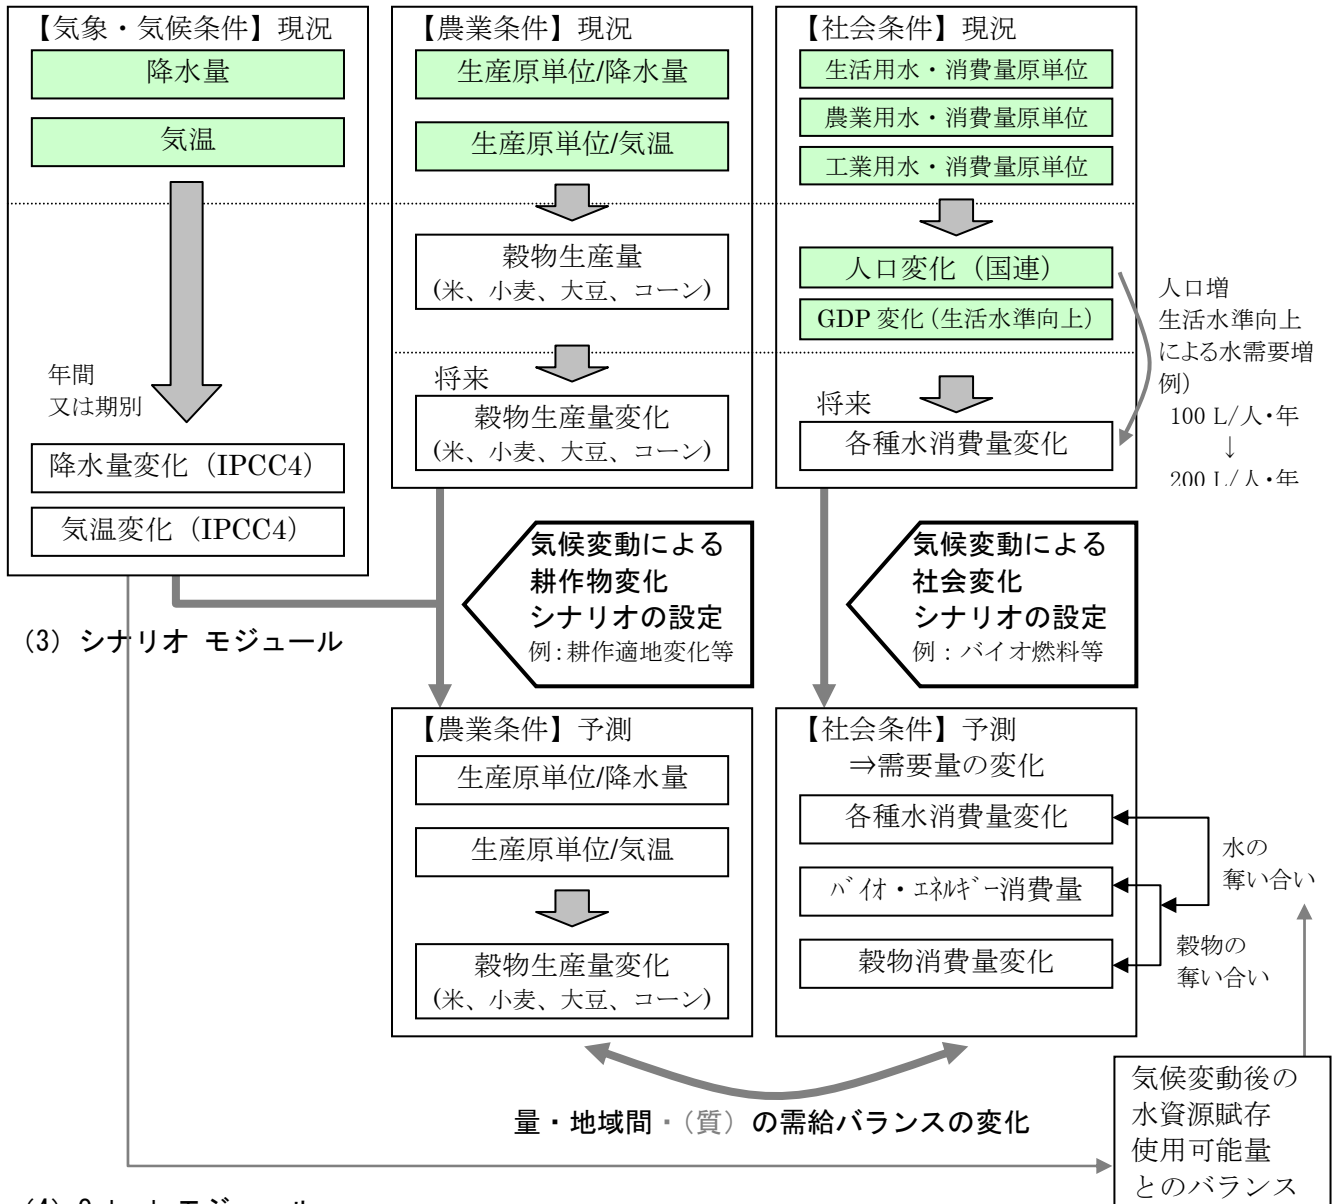 【気象・気候条件】現況
降水量
気温
年間
又は期別
降水量変化（IPCC4）
気温変化（IPCC4）
【農業条件】現況
生産原単位/降水量
生産原単位/気温
穀物生産量
(米、小麦、大豆、コーン)
将来
穀物生産量変化
(米、小麦、大豆、コーン)
【社会条件】現況
生活用水・消費量原単位
農業用水・消費量原単位
工業用水・消費量原単位
人口変化（国連）
GDP 変化（生活水準向上）
将来
各種水消費量変化
人口増
生活水準向上
による水需要増
例）
100 L/人・年
↓
200 L/人・年
気候変動による
耕作物変化
シナリオの設定
例：耕作適地変化等
気候変動による
社会変化
シナリオの設定
例：バイオ燃料等
(3) シナリオ モジュール
【農業条件】予測
生産原単位/降水量
生産原単位/気温
穀物生産量変化
(米、小麦、大豆、コーン)
【社会条件】予測
⇒需要量の変化
各種水消費量変化
ﾊﾞｲｵ・ｴﾈﾙｷﾞｰ消費量
穀物消費量変化
水の
奪い合い
穀物の
奪い合い
量・地域間・（質）の需給バランスの変化
気候変動後の
水資源賦存
使用可能量
とのバランス
モジュール